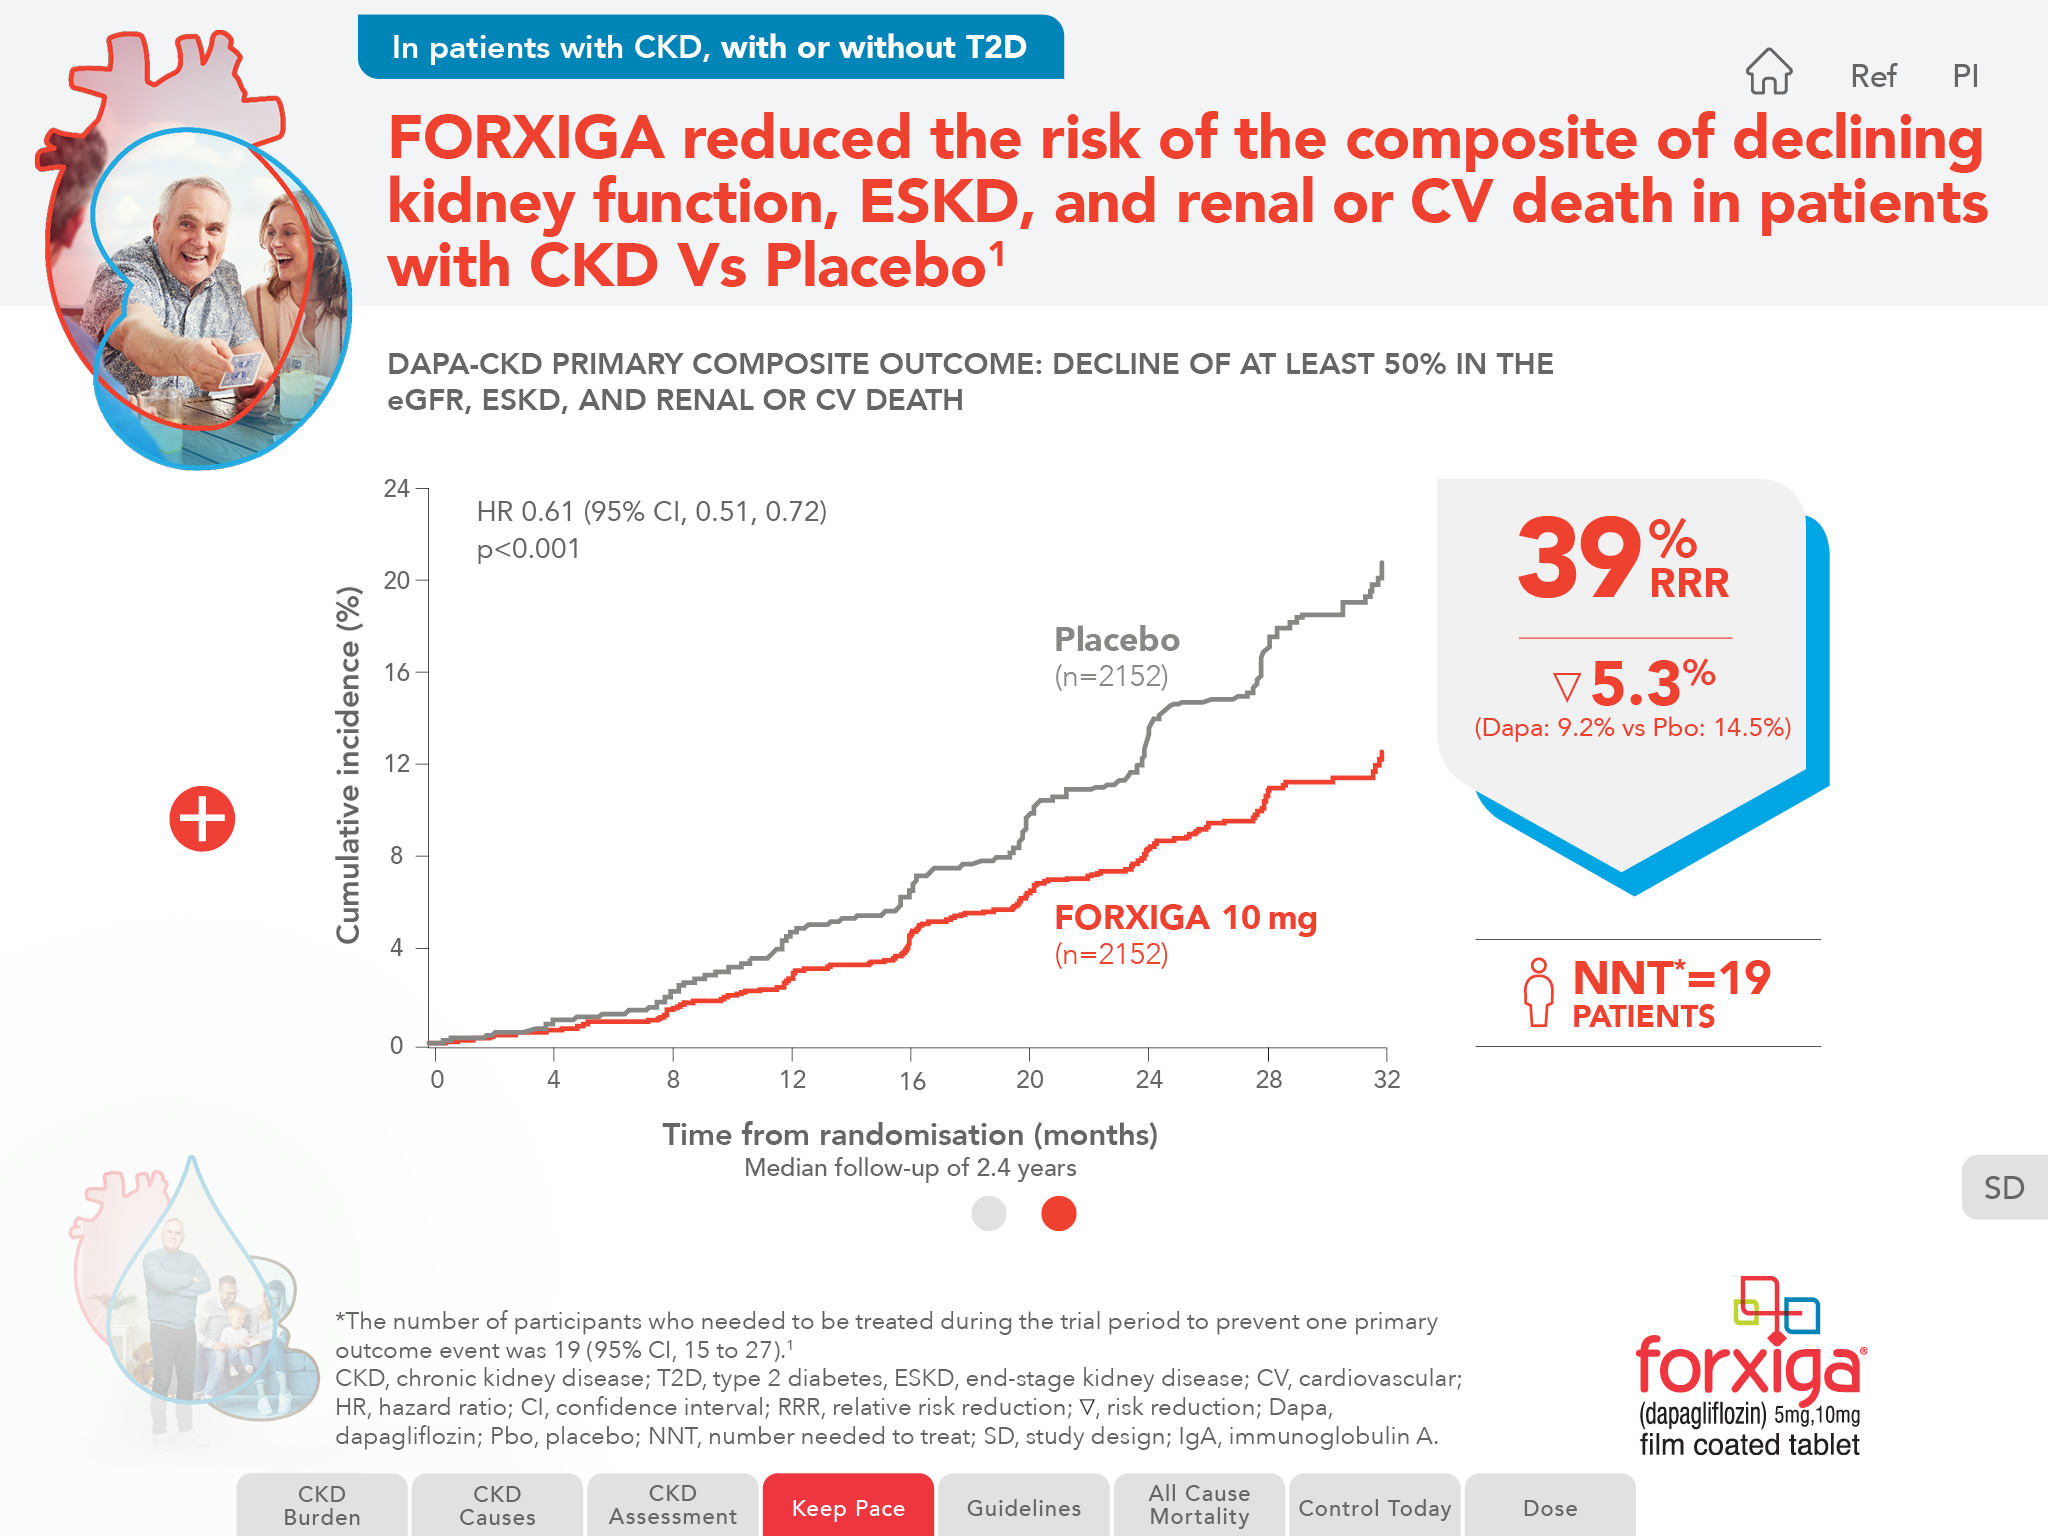 In patients with CKD, with or without T2D
Ref
PI
FORXIGA reduced the risk of the composite of declining
kidney function, ESKD, and renal or CV death in patients
with CKD Vs Placebo¹
DAPA-CKD PRIMARY COMPOSITE OUTCOME: DECLINE OF AT LEAST 50% IN THE
eGFR, ESKD, AND RENAL OR CV DEATH
Cumulative incidence (%)
24
20
16
12
8
4
0
HR 0.61 (95% CI, 0.51, 0.72)
p<0.001
Placebo
(n=2152)
FORXIGA 10 mg
(n=2152)
0 4 8 12 16 20 24 28 32
Time from randomisation (months)
Median follow-up of 2.4 years
39%
RRR
▽ 5.3%
(Dapa: 9.2% vs Pbo: 14.5%)
NNT*=19
PATIENTS
SD
*The number of participants who needed to be treated during the trial period to prevent one primary
outcome event was 19 (95% CI, 15 to 27).¹
CKD, chronic kidney disease; T2D, type 2 diabetes, ESKD, end-stage kidney disease; CV, cardiovascular;
HR, hazard ratio; CI, confidence interval; RRR, relative risk reduction; ▽, risk reduction; Dapa,
dapagliflozin; Pbo, placebo; NNT, number needed to treat; SD, study design; IgA, immunoglobulin A.
forxiga®
(dapagliflozin) 5mg,10mg
film coated tablet
CKD
Burden
CKD
Causes
CKD
Assessment
Keep Pace
Guidelines
All Cause
Mortality
Control Today
Dose